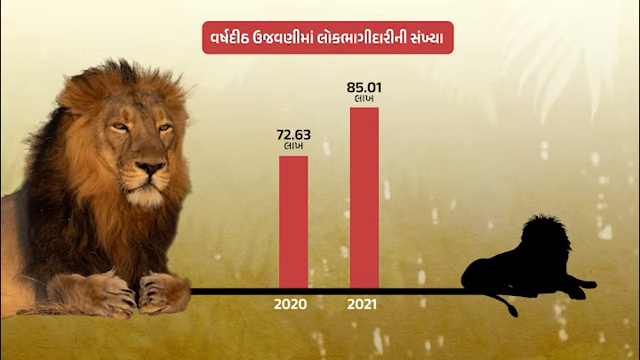 વર્ષદીઠ ઉજવણીમાં લોકભાગીદારીની સંખ્યા
85.01
લાખ
72.63
લાખ
2020 2021